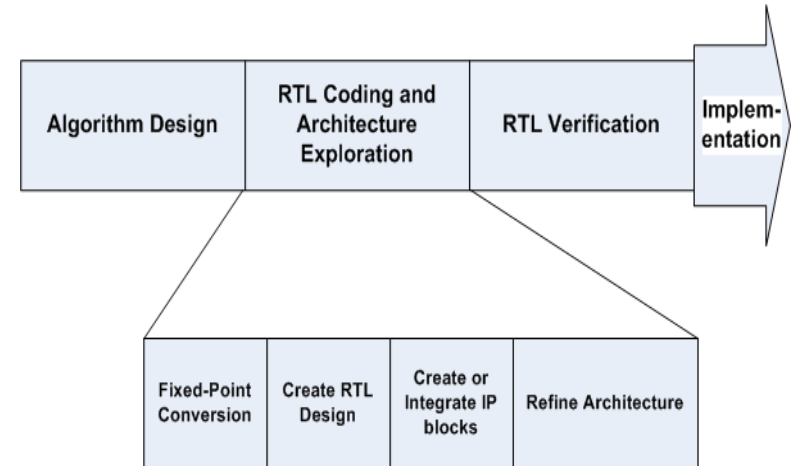 Algorithm Design
RTL Coding and
Architecture
Exploration
RTL Verification
Implem-
entation
Fixed-Point
Conversion
Create RTL
Design
Create or
Integrate IP
blocks
Refine Architecture